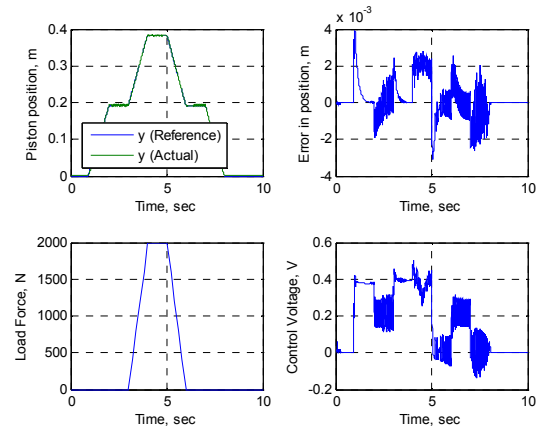 0.4
0.3
0.2
0.1
0
0 5 10
Piston position, m
Time, sec
y (Reference)
y (Actual)
x 10-3
4
2
0
-2
-4
0 5 10
Error in position, m
Time, sec
2000
1500
1000
500
0
0 5 10
Load Force, N
Time, sec
0.6
0.4
0.2
0
-0.2
0 5 10
Control Voltage, V
Time, sec